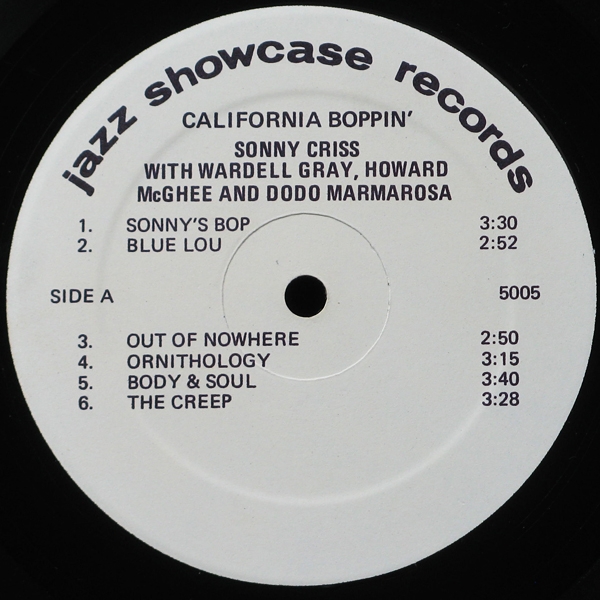 jazz showcase records
CALIFORNIA BOPPIN'
SONNY CRISS
WITH WARDELL GRAY, HOWARD
McGHEE AND DODO MARMAROSA
1. SONNY'S BOP 3:30
2. BLUE LOU 2:52
SIDE A 5005
3. OUT OF NOWHERE 2:50
4. ORNITHOLOGY 3:15
5. BODY & SOUL 3:40
6. THE CREEP 3:28